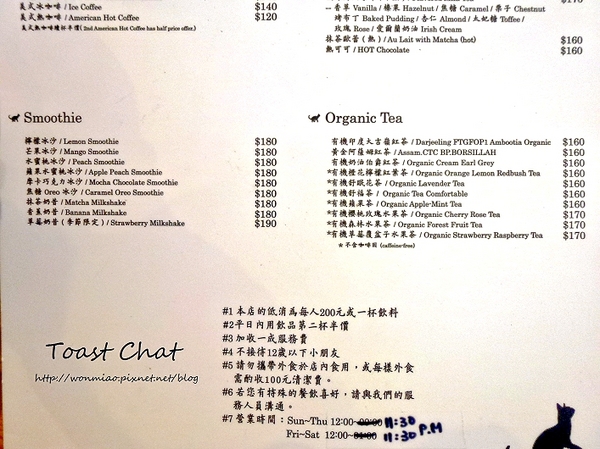 美式冰咖啡 / Ice Coffee $140
美式熱咖啡 / American Hot Coffee $120
美式熱咖啡續杯半價 (2nd American Hot Coffee has half price offer.)
香草 Vanilla / 榛果 Hazelnut / 焦糖 Caramel / 栗子 Chestnut
烤布丁 Baked Pudding / 杏仁 Almond / 太妃糖 Toffee /
玫瑰 Rose / 愛爾蘭奶油 Irish Cream
抹茶歐蕾 (熱) / Au Lait with Matcha (hot) $160
熱可可 / HOT Chocolate $160
Smoothie
檸檬冰沙 / Lemon Smoothie $180
芒果冰沙 / Mango Smoothie $180
水蜜桃冰沙 / Peach Smoothie $180
蘋果水蜜桃冰沙 / Apple Peach Smoothie $180
摩卡巧克力冰沙 / Mocha Chocolate Smoothie $180
焦糖 Oreo 冰沙 / Caramel Oreo Smoothie $180
抹茶奶昔 / Matcha Milkshake $180
香蕉奶昔 / Banana Milkshake $180
草莓奶昔 (季節限定) / Strawberry Milkshake $190
Organic Tea
有機印度大吉嶺紅茶 / Darjeeling FTGFOP1 Ambootia Organic $160
黃金阿薩姆紅茶 / Assam.CTC BP.BORSILLAH $160
有機奶油伯爵紅茶 / Organic Cream Earl Grey $160
*有機橙花檸檬紅葉茶 / Organic Orange Lemon Redbush Tea $160
*有機舒眠花茶 / Organic Lavender Tea $160
*有機舒福茶 / Organic Tea Comfortable $160
*有機蘋果茶 / Organic Apple-Mint Tea $160
*有機櫻桃玫瑰水果茶 / Organic Cherry Rose Tea $170
*有機森林水果茶 / Organic Forest Fruit Tea $170
*有機草莓覆盆子水果茶 / Organic Strawberry Raspberry Tea $170
*不含咖啡因 (caffeine-free)
Toast Chat
http://wonmiao.pixnet.net/blog
#1 本店的低消為每人200元或一杯飲料
#2平日內用飲品第二杯半價
#3 加收一成服務費
#4 不接待12歲以下小朋友
#5 請勿攜帶外食於店內食用，或每樣外食
需酌收100元清潔費。
#6 若您有特殊的餐飲喜好，請與我們的服
務人員溝通。
#7 營業時間：Sun~Thu 12:00~ 11:30
Fri~Sat 12:00~ 11:30 P.M